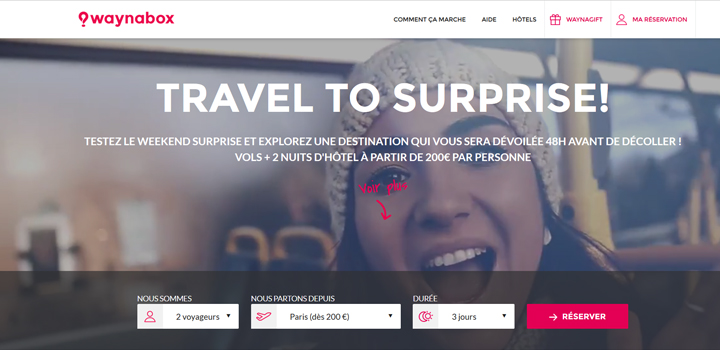 waynabox
COMMENT ÇA MARCHE
AIDE
HÔTELS
WAYNAGIFT
MA RÉSERVATION
TRAVEL TO SURPRISE!
TESTEZ LE WEEKEND SURPRISE ET EXPLOREZ UNE DESTINATION QUI VOUS SERA DÉVOILÉE 48H AVANT DE DÉCOLLER !
VOLS + 2 NUITS D'HÔTEL À PARTIR DE 200€ PAR PERSONNE
Voir plus
NOUS SOMMES
2 voyageurs
NOUS PARTONS DEPUIS
Paris (dès 200 €)
DURÉE
3 jours
RÉSERVER